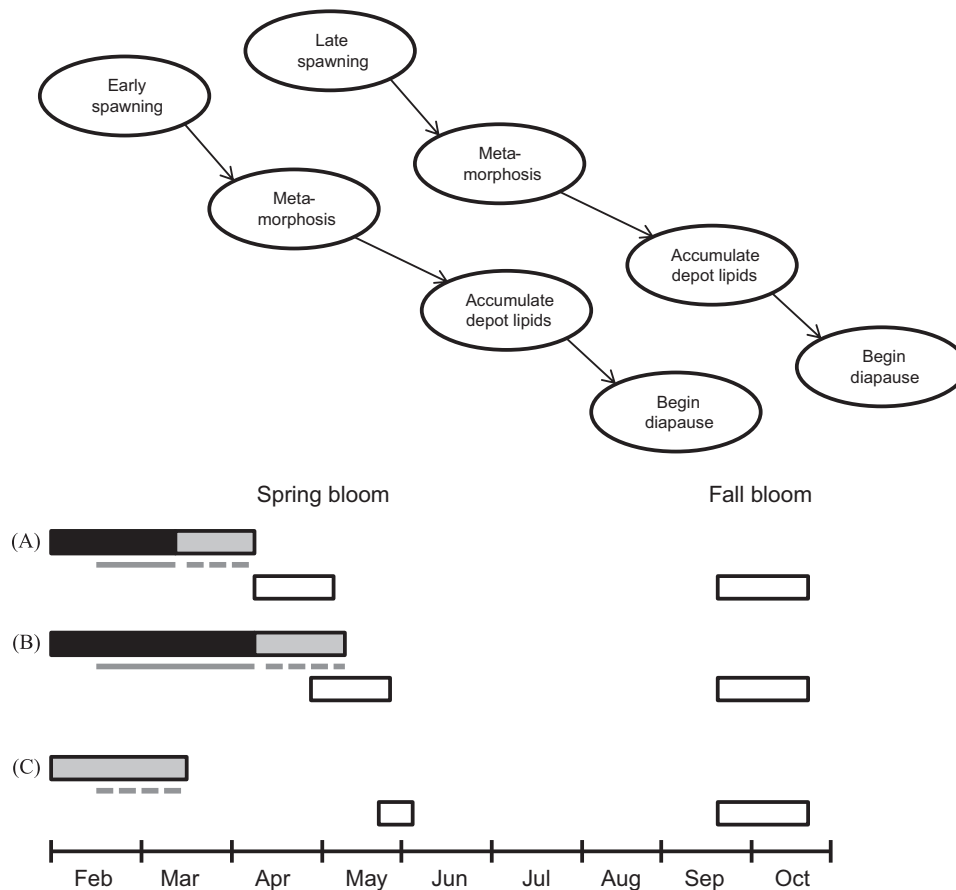 Late
spawning
Early
spawning
Meta-
morphosis
Meta-
morphosis
Accumulate
depot lipids
Accumulate
depot lipids
Begin
diapause
Begin
diapause
Spring bloom Fall bloom
(A)
(B)
(C)
Feb Mar Apr May Jun Jul Aug Sep Oct